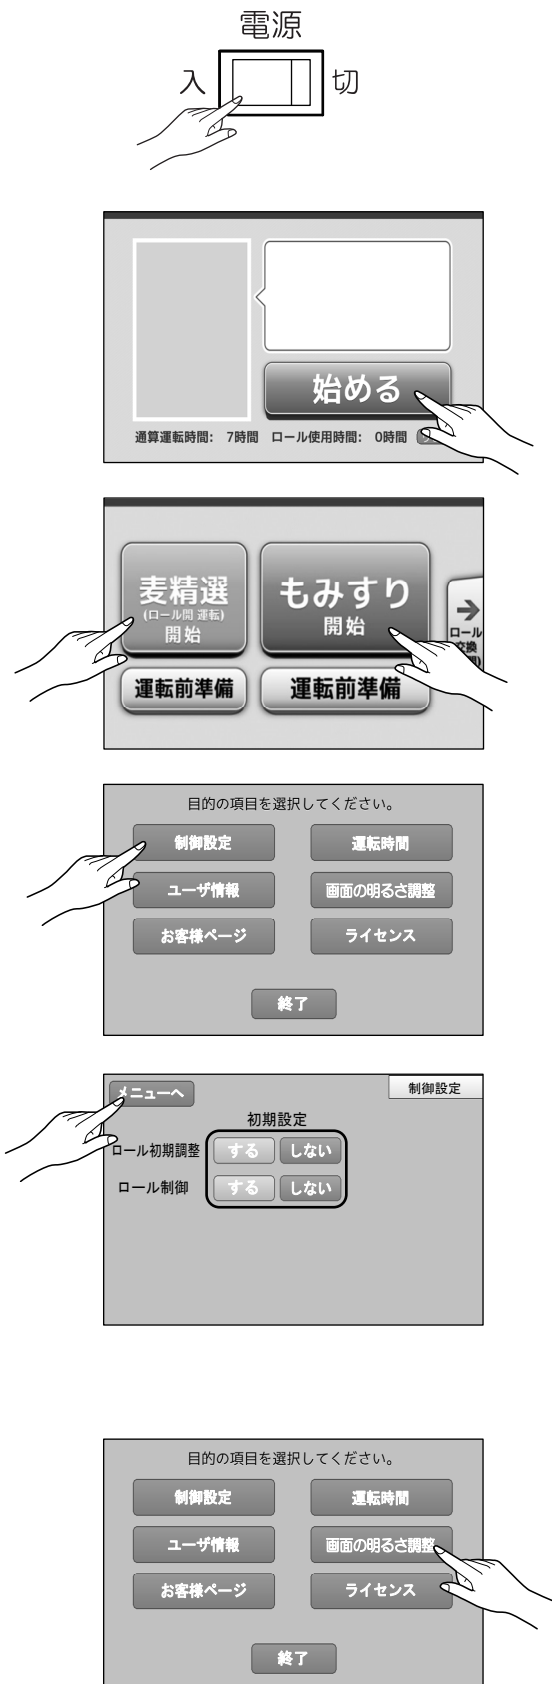 電源
入 切
始める
通算運転時間: 7時間 ロール使用時間: 0時間
麦精選 もみすり
(ロール開 運転)
開始 開始
ロール
交換
運転前準備 運転前準備
目的の項目を選択してください。
制御設定 運転時間
ユーザ情報 画面の明るさ調整
お客様ページ ライセンス
終了
メニューへ 制御設定
初期設定
ロール初期調整 する しない
ロール制御 する しない
目的の項目を選択してください。
制御設定 運転時間
ユーザ情報 画面の明るさ調整
お客様ページ ライセンス
終了